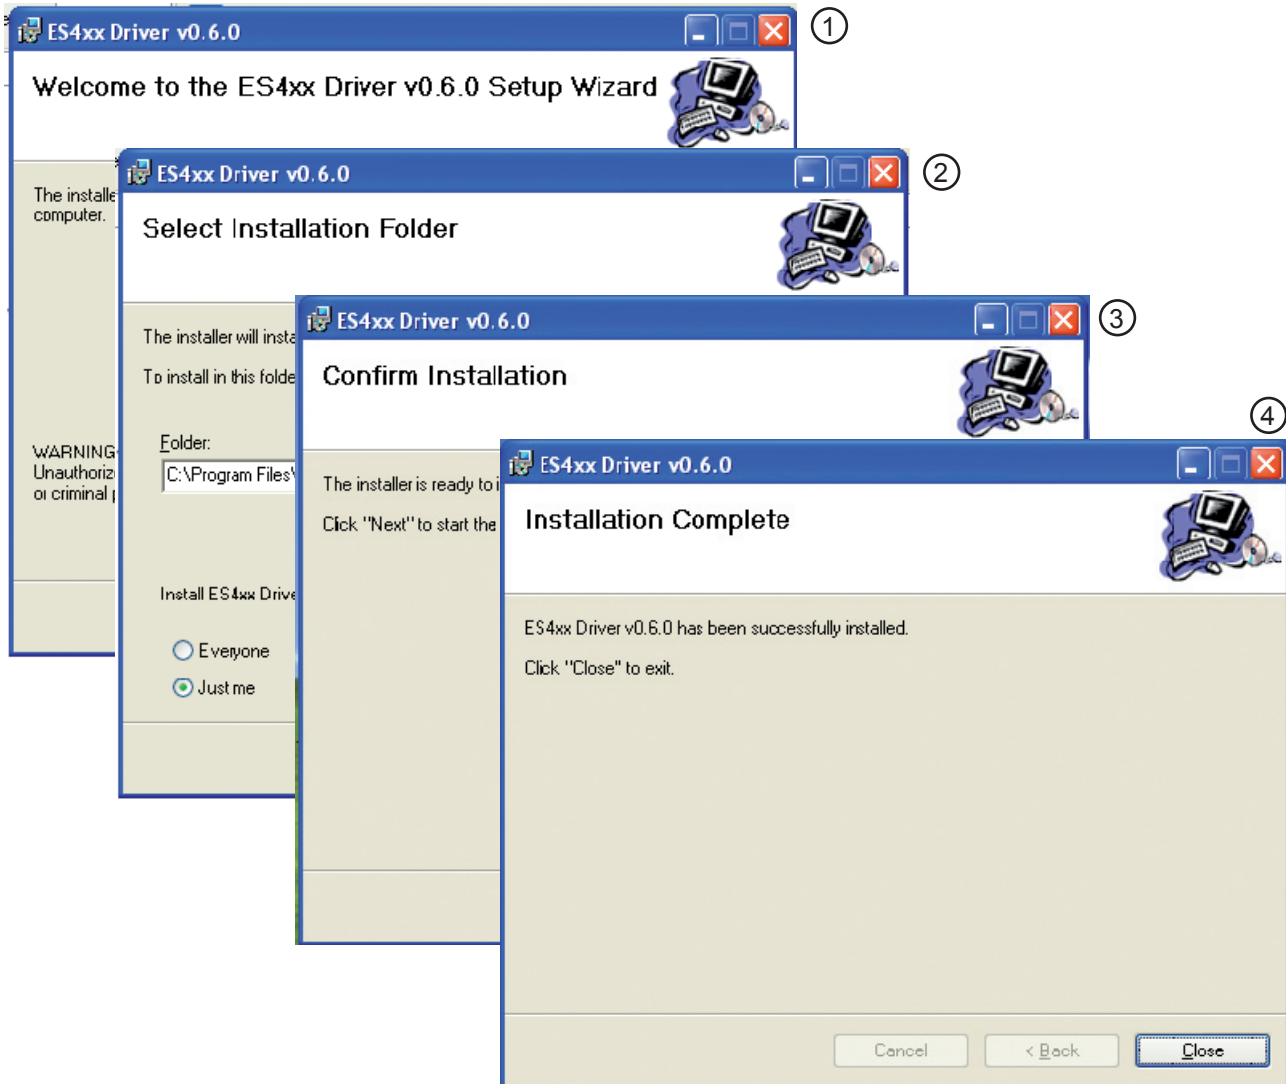 ES4xx Driver v0.6.0
①
Welcome to the ES4xx Driver v0.6.0 Setup Wizard
The installe
computer.
WARNING
Unauthoriz
or criminal
ES4xx Driver v0.6.0
②
Select Installation Folder
The installer will insta
To install in this folde
Folder:
C:\Program Files\
Install ES4xx Drive
Everyone
Just me
ES4xx Driver v0.6.0
③
Confirm Installation
The installer is ready to i
Click "Next" to start the
④
ES4xx Driver v0.6.0
Installation Complete
ES4xx Driver v0.6.0 has been successfully installed.
Click "Close" to exit.
Cancel
< Back
Close